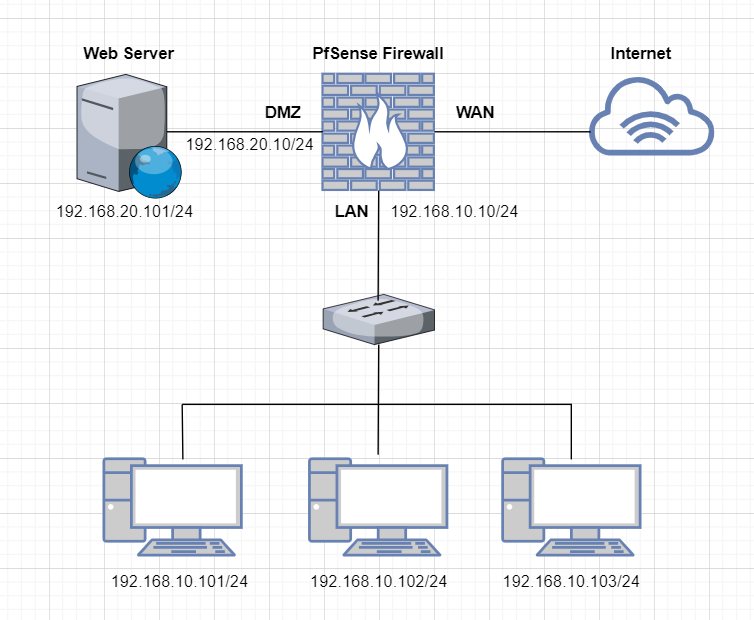 Web Server
PfSense Firewall
Internet
DMZ
WAN
192.168.20.10/24
192.168.20.101/24
LAN
192.168.10.10/24
192.168.10.101/24
192.168.10.102/24
192.168.10.103/24